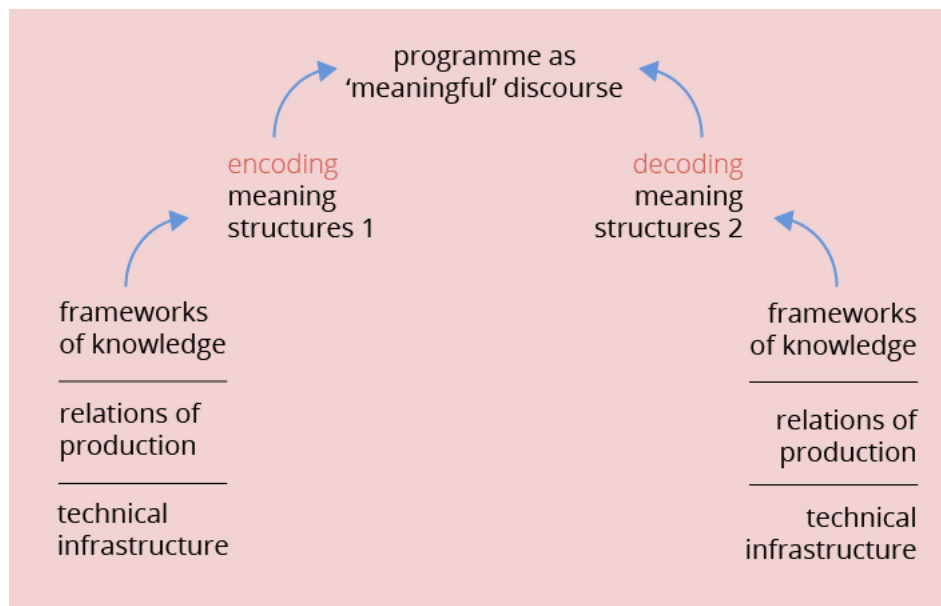 programme as
‘meaningful’ discourse
encoding
meaning
structures 1
decoding
meaning
structures 2
frameworks
of knowledge
relations of
production
technical
infrastructure
frameworks
of knowledge
relations of
production
technical
infrastructure